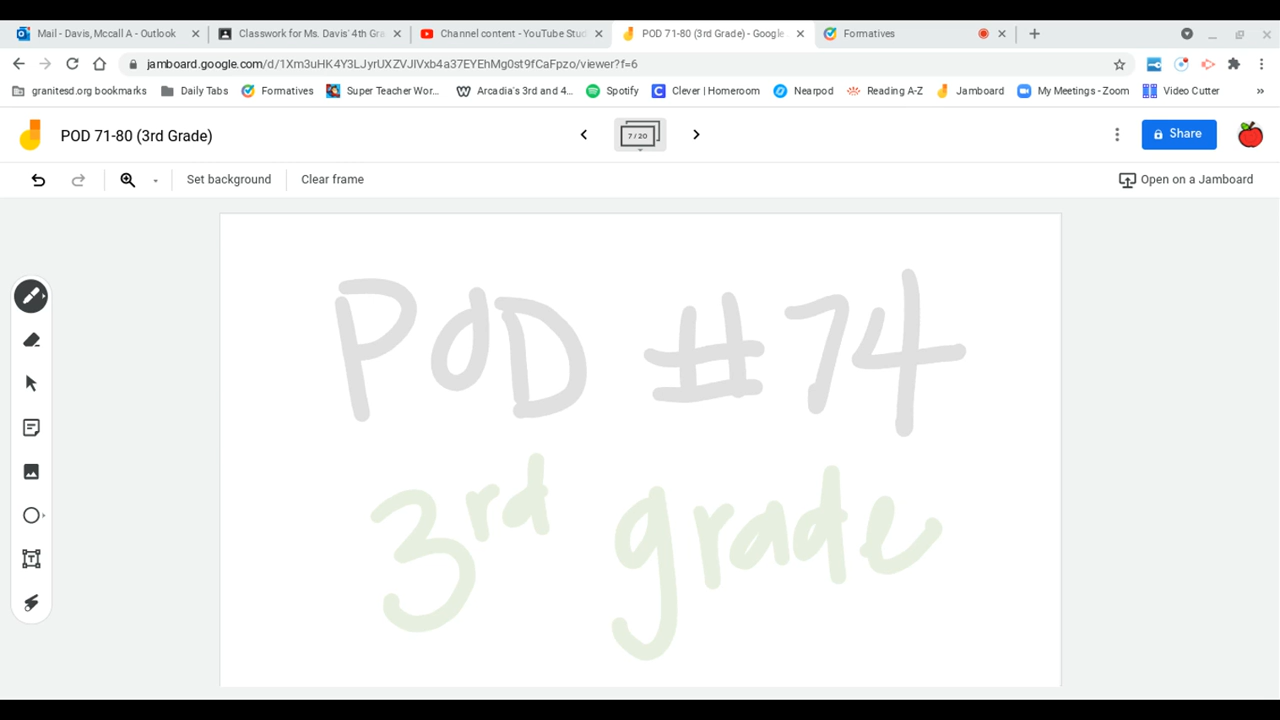 Mail - Davis, Mccall A - Outlook
Classwork for Ms. Davis' 4th Gra
Channel content - YouTube Stu
POD 71-80 (3rd Grade) - Google
Formatives
jamboard.google.com/d/1Xm3uHK4Y3LJyrUXZVJIVxb4a37EYEhMg0st9fCaFpzo/viewer?f=6
granitesd.org bookmarks
Daily Tabs
Formatives
Super Teacher Wor...
Arcadia's 3rd and 4...
Spotify
Clever | Homeroom
Nearpod
Reading A-Z
Jamboard
My Meetings - Zoom
Video Cutter
»
POD 71-80 (3rd Grade)
7 / 20
Share
Set background
Clear frame
Open on a Jamboard
POD #74
3rd grade